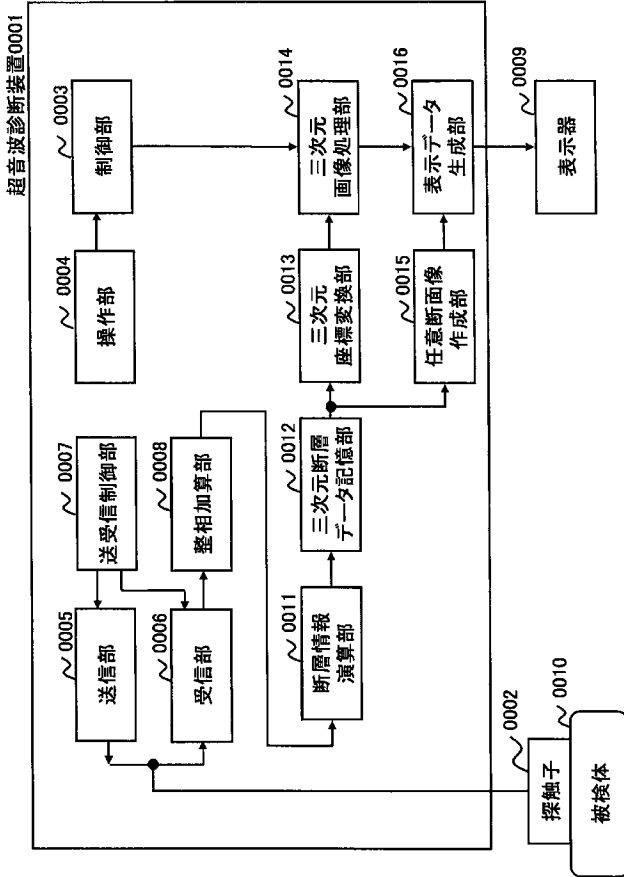 超音波診断装置0001
0007
送受信制御部
0004
操作部
0003
制御部
0005
送信部
0006
受信部
0008
整相加算部
0011
断層情報
演算部
0012
三次元断層
データ記憶部
0013
三次元
座標変換部
0014
三次元
画像処理部
0015
任意断面像
作成部
0016
表示データ
生成部
0002
探触子
0010
被検体
0009
表示器